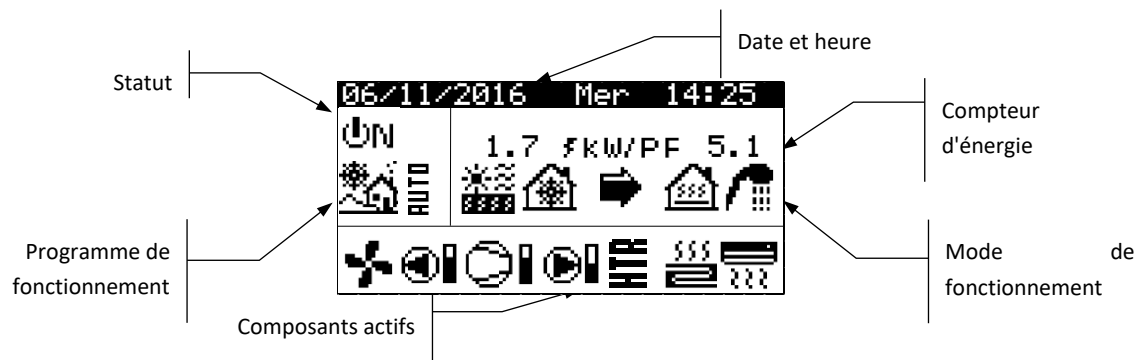 Date et heure
Statut
06/11/2016 Mer 14:25
Compteur
d'énergie
ON
1.7 kW/PF 5.1
AUTO
Programme de
fonctionnement
Mode de
fonctionnement
HTR
Composants actifs